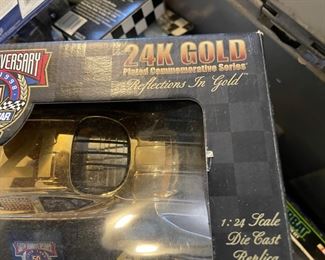 ANNIVERSARY
24K GOLD
Plated Commemorative Series
"Reflections In Gold"
1:24 Scale
Die Cast
Replica